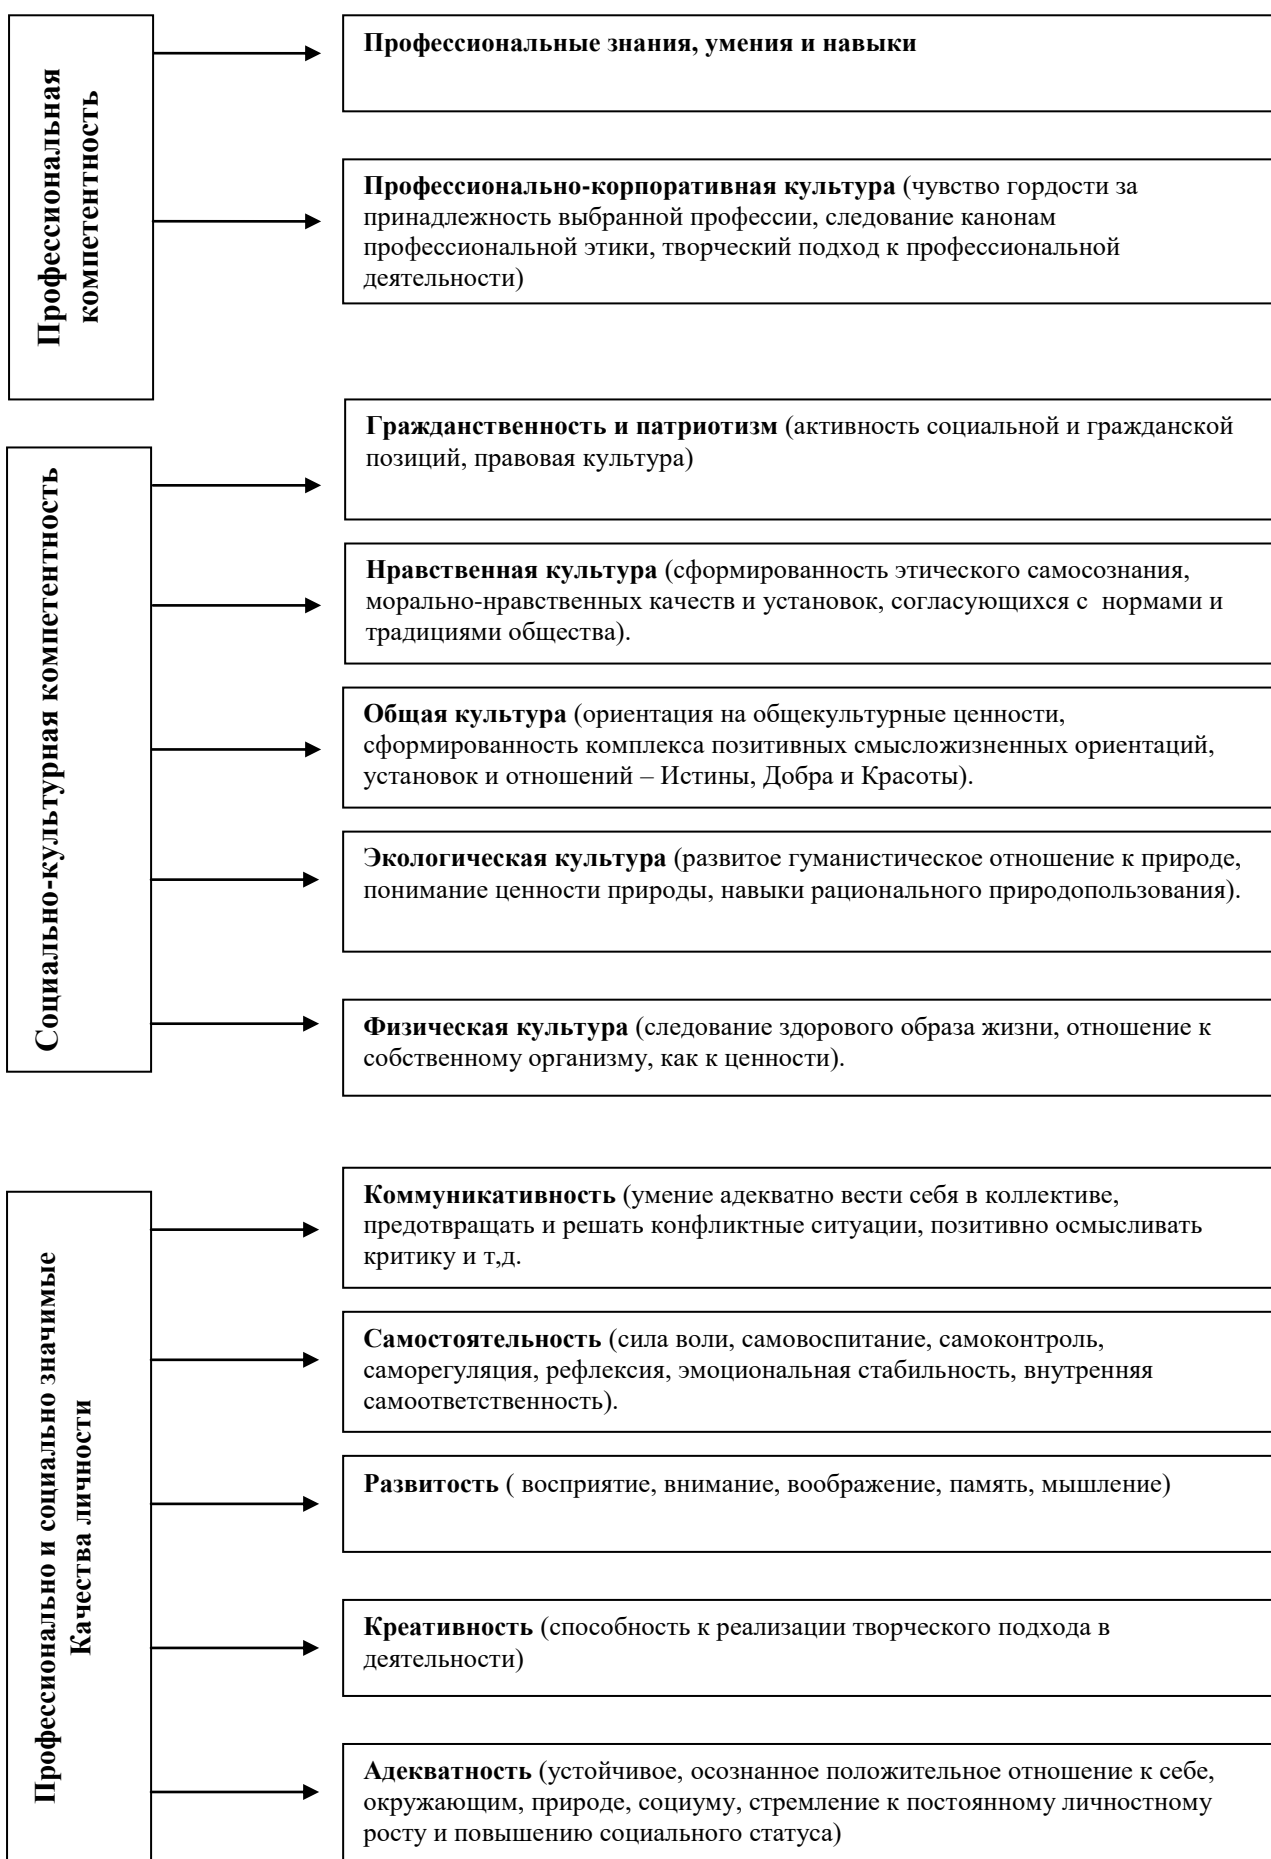 Профессиональная
компетентность
Профессиональные знания, умения и навыки
Профессионально-корпоративная культура (чувство гордости за
принадлежность выбранной профессии, следование канонам
профессиональной этики, творческий подход к профессиональной
деятельности)
Социально-культурная компетентность
Гражданственность и патриотизм (активность социальной и гражданской
позиций, правовая культура)
Нравственная культура (сформированность этического самосознания,
морально-нравственных качеств и установок, согласующихся с  нормами и
традициями общества).
Общая культура (ориентация на общекультурные ценности,
сформированность комплекса позитивных смысложизненных ориентаций,
установок и отношений – Истины, Добра и Красоты).
Экологическая культура (развитое гуманистическое отношение к природе,
понимание ценности природы, навыки рационального природопользования).
Физическая культура (следование здорового образа жизни, отношение к
собственному организму, как к ценности).
Профессионально и социально значимые
Качества личности
Коммуникативность (умение адекватно вести себя в коллективе,
предотвращать и решать конфликтные ситуации, позитивно осмысливать
критику и т,д.
Самостоятельность (сила воли, самовоспитание, самоконтроль,
саморегуляция, рефлексия, эмоциональная стабильность, внутренняя
самоответственность).
Развитость ( восприятие, внимание, воображение, память, мышление)
Креативность (способность к реализации творческого подхода в
деятельности)
Адекватность (устойчивое, осознанное положительное отношение к себе,
окружающим, природе, социуму, стремление к постоянному личностному
росту и повышению социального статуса)